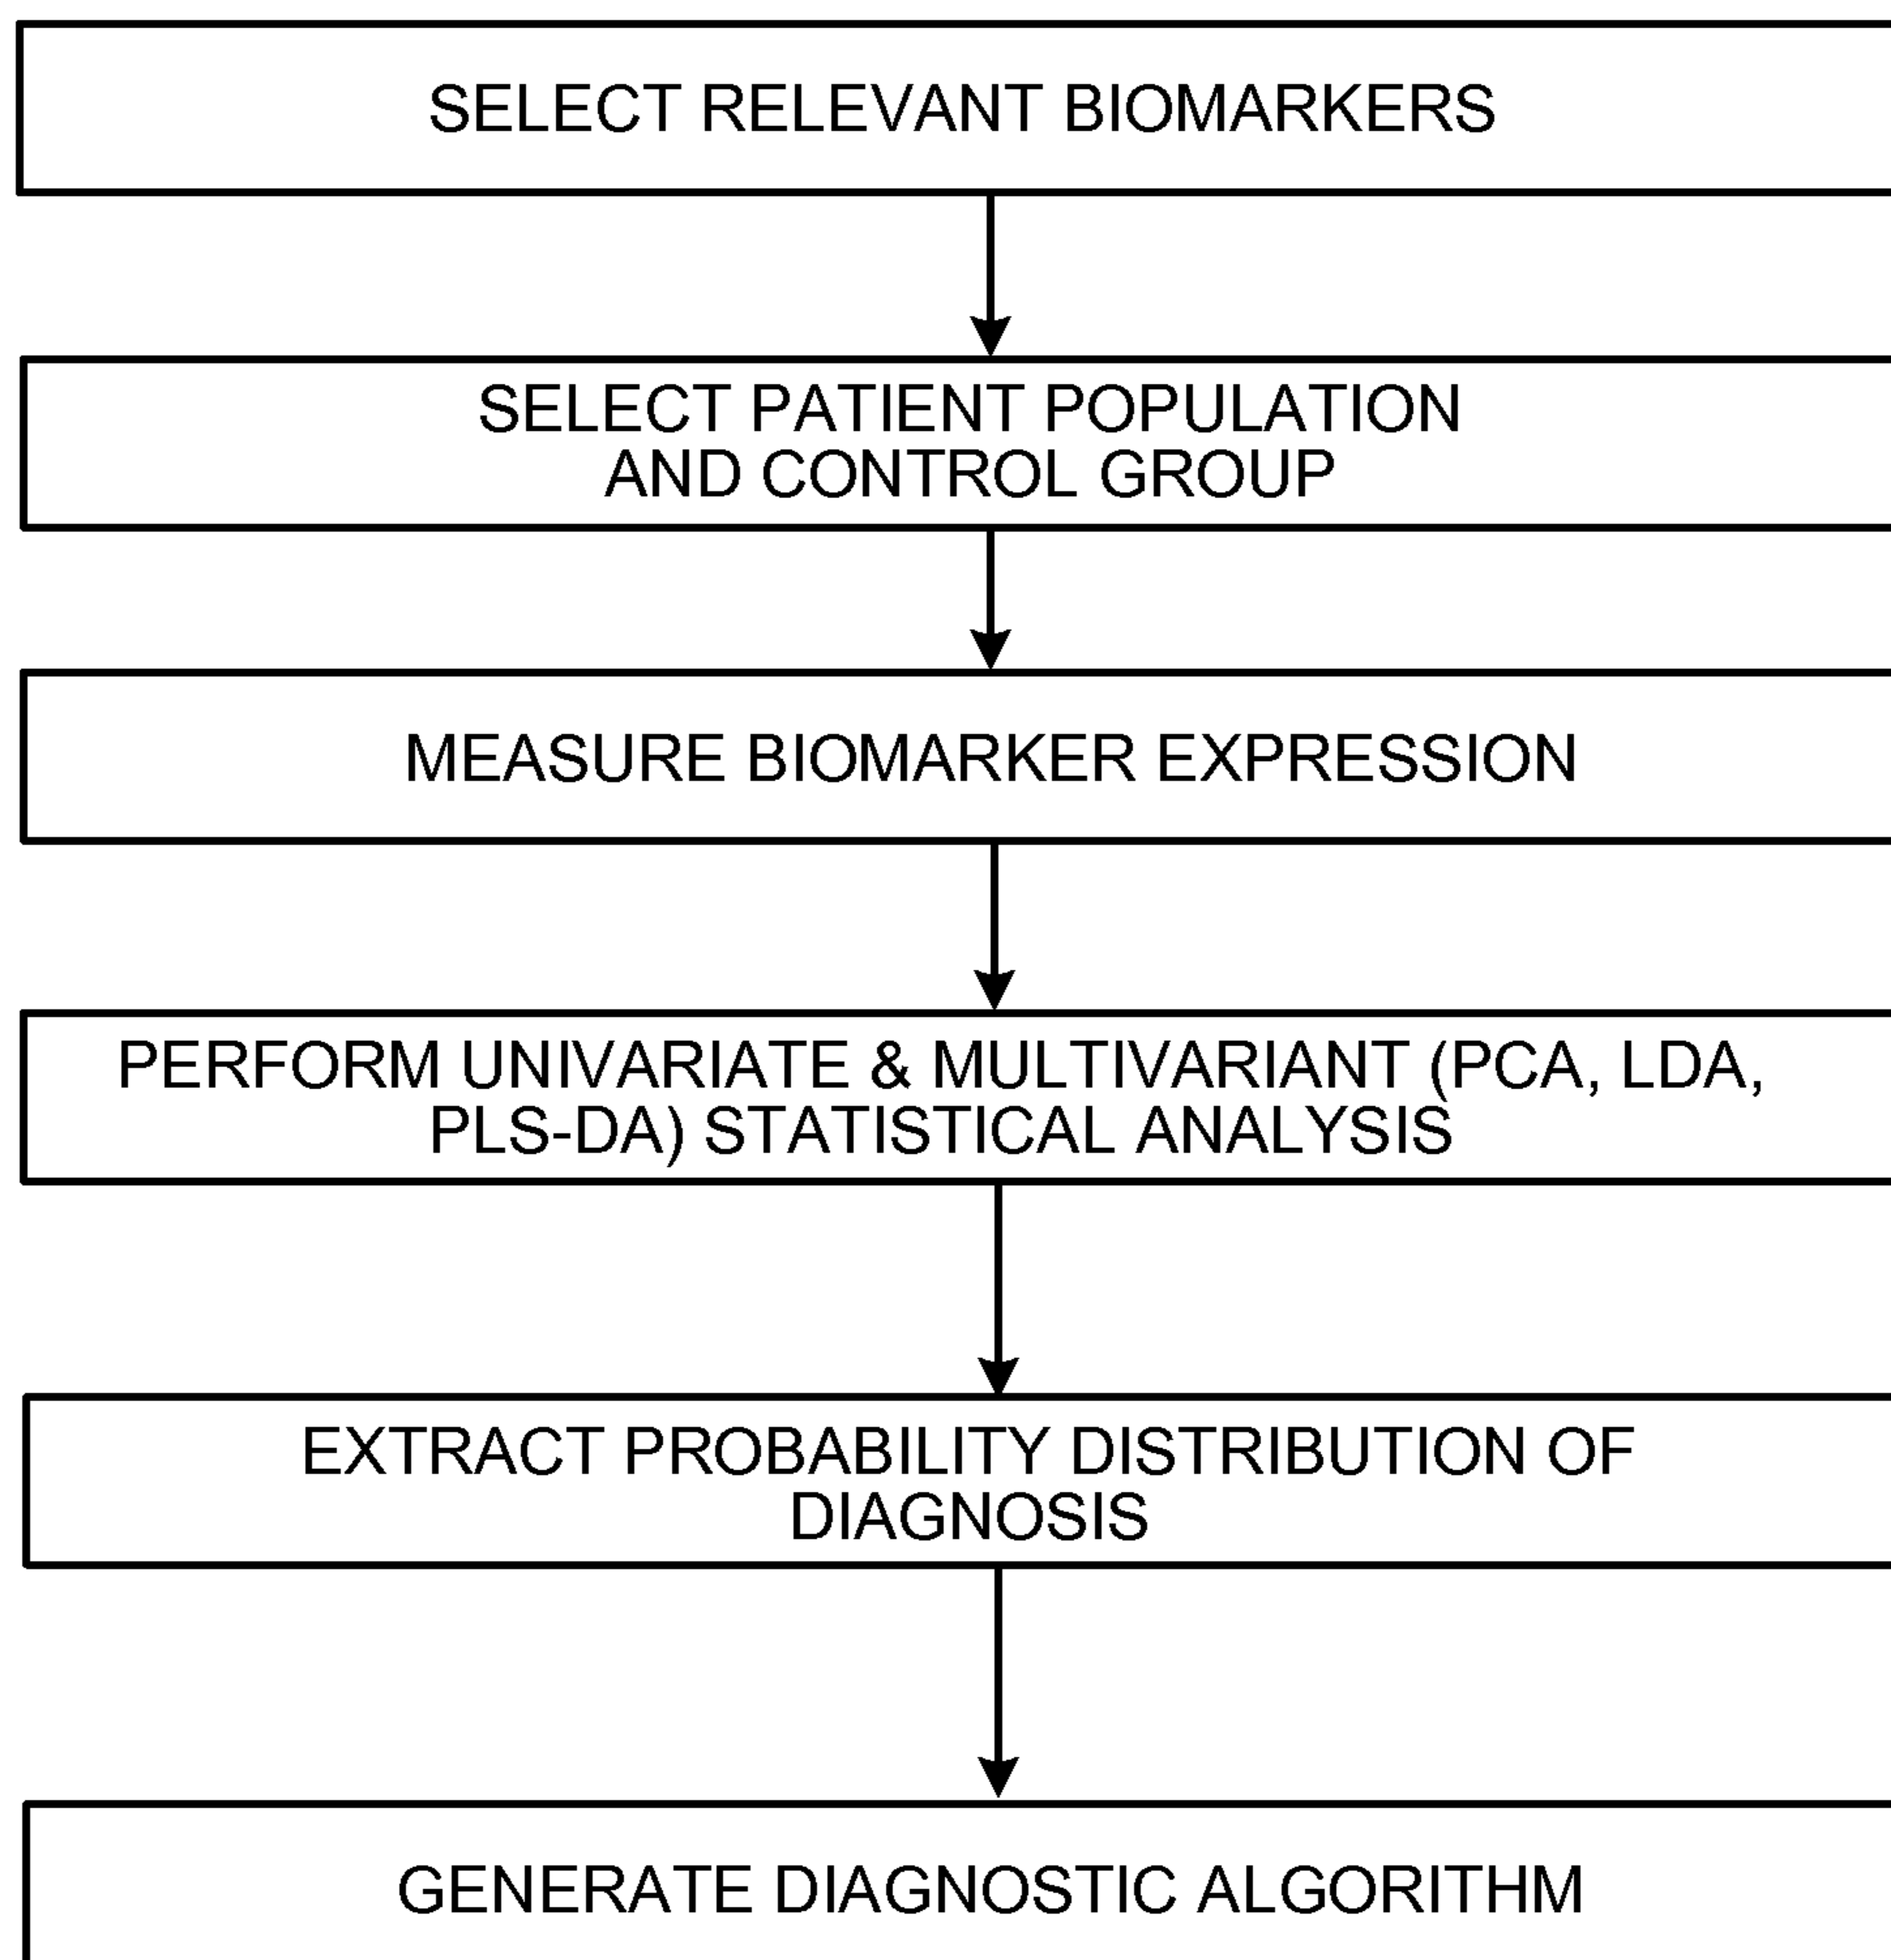 SELECT RELEVANT BIOMARKERS
SELECT PATIENT POPULATION
AND CONTROL GROUP
MEASURE BIOMARKER EXPRESSION
PERFORM UNIVARIATE & MULTIVARIANT (PCA, LDA,
PLS-DA) STATISTICAL ANALYSIS
EXTRACT PROBABILITY DISTRIBUTION OF
DIAGNOSIS
GENERATE DIAGNOSTIC ALGORITHM